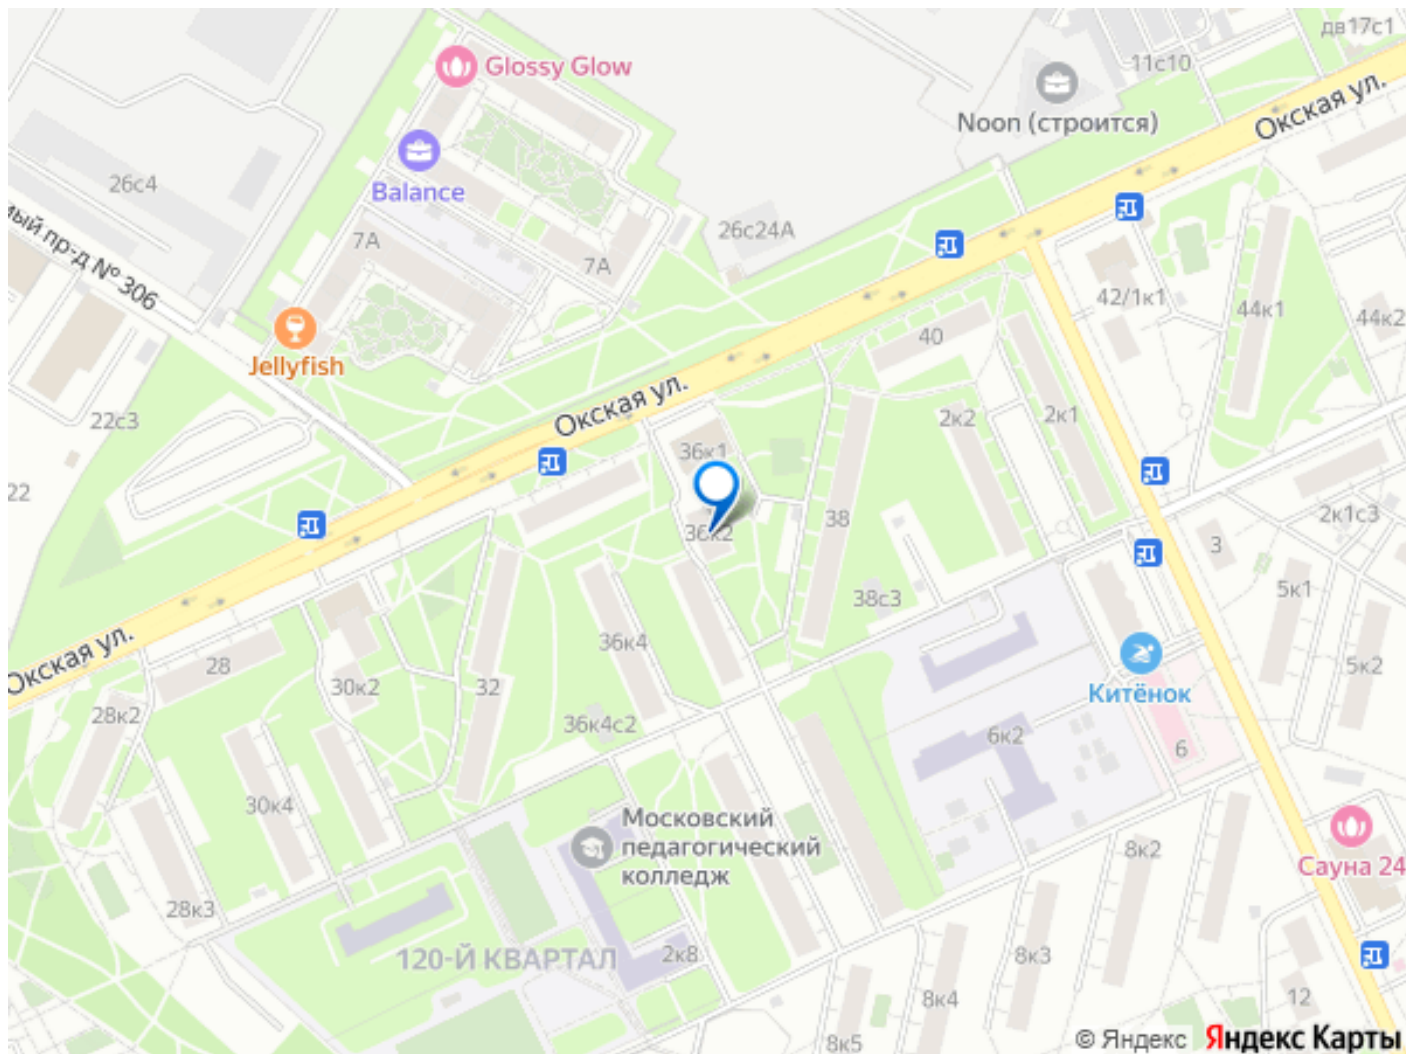 дв17с1
Glossy Glow
11с10
Окская ул.
Noon (строится)
26с4
Balance
26с24А
7А
7А
мый пр-д № 306
42/1к1
44к1
44к2
Jellyfish
40
Окская ул.
22с3
2к2
2к1
36к1
22
2к1с3
38
36к2
3
5к1
38с3
Окская ул.
28
36к4
30к2
32
5к2
Китёнок
28к2
36к4с2
6к2
6
30к4
Московский
педагогический
колледж
8к2
Сауна 24
28к3
120-Й КВАРТАЛ
2к8
8к3
8к4
12
8к5
© Яндекс
Яндекс Карты